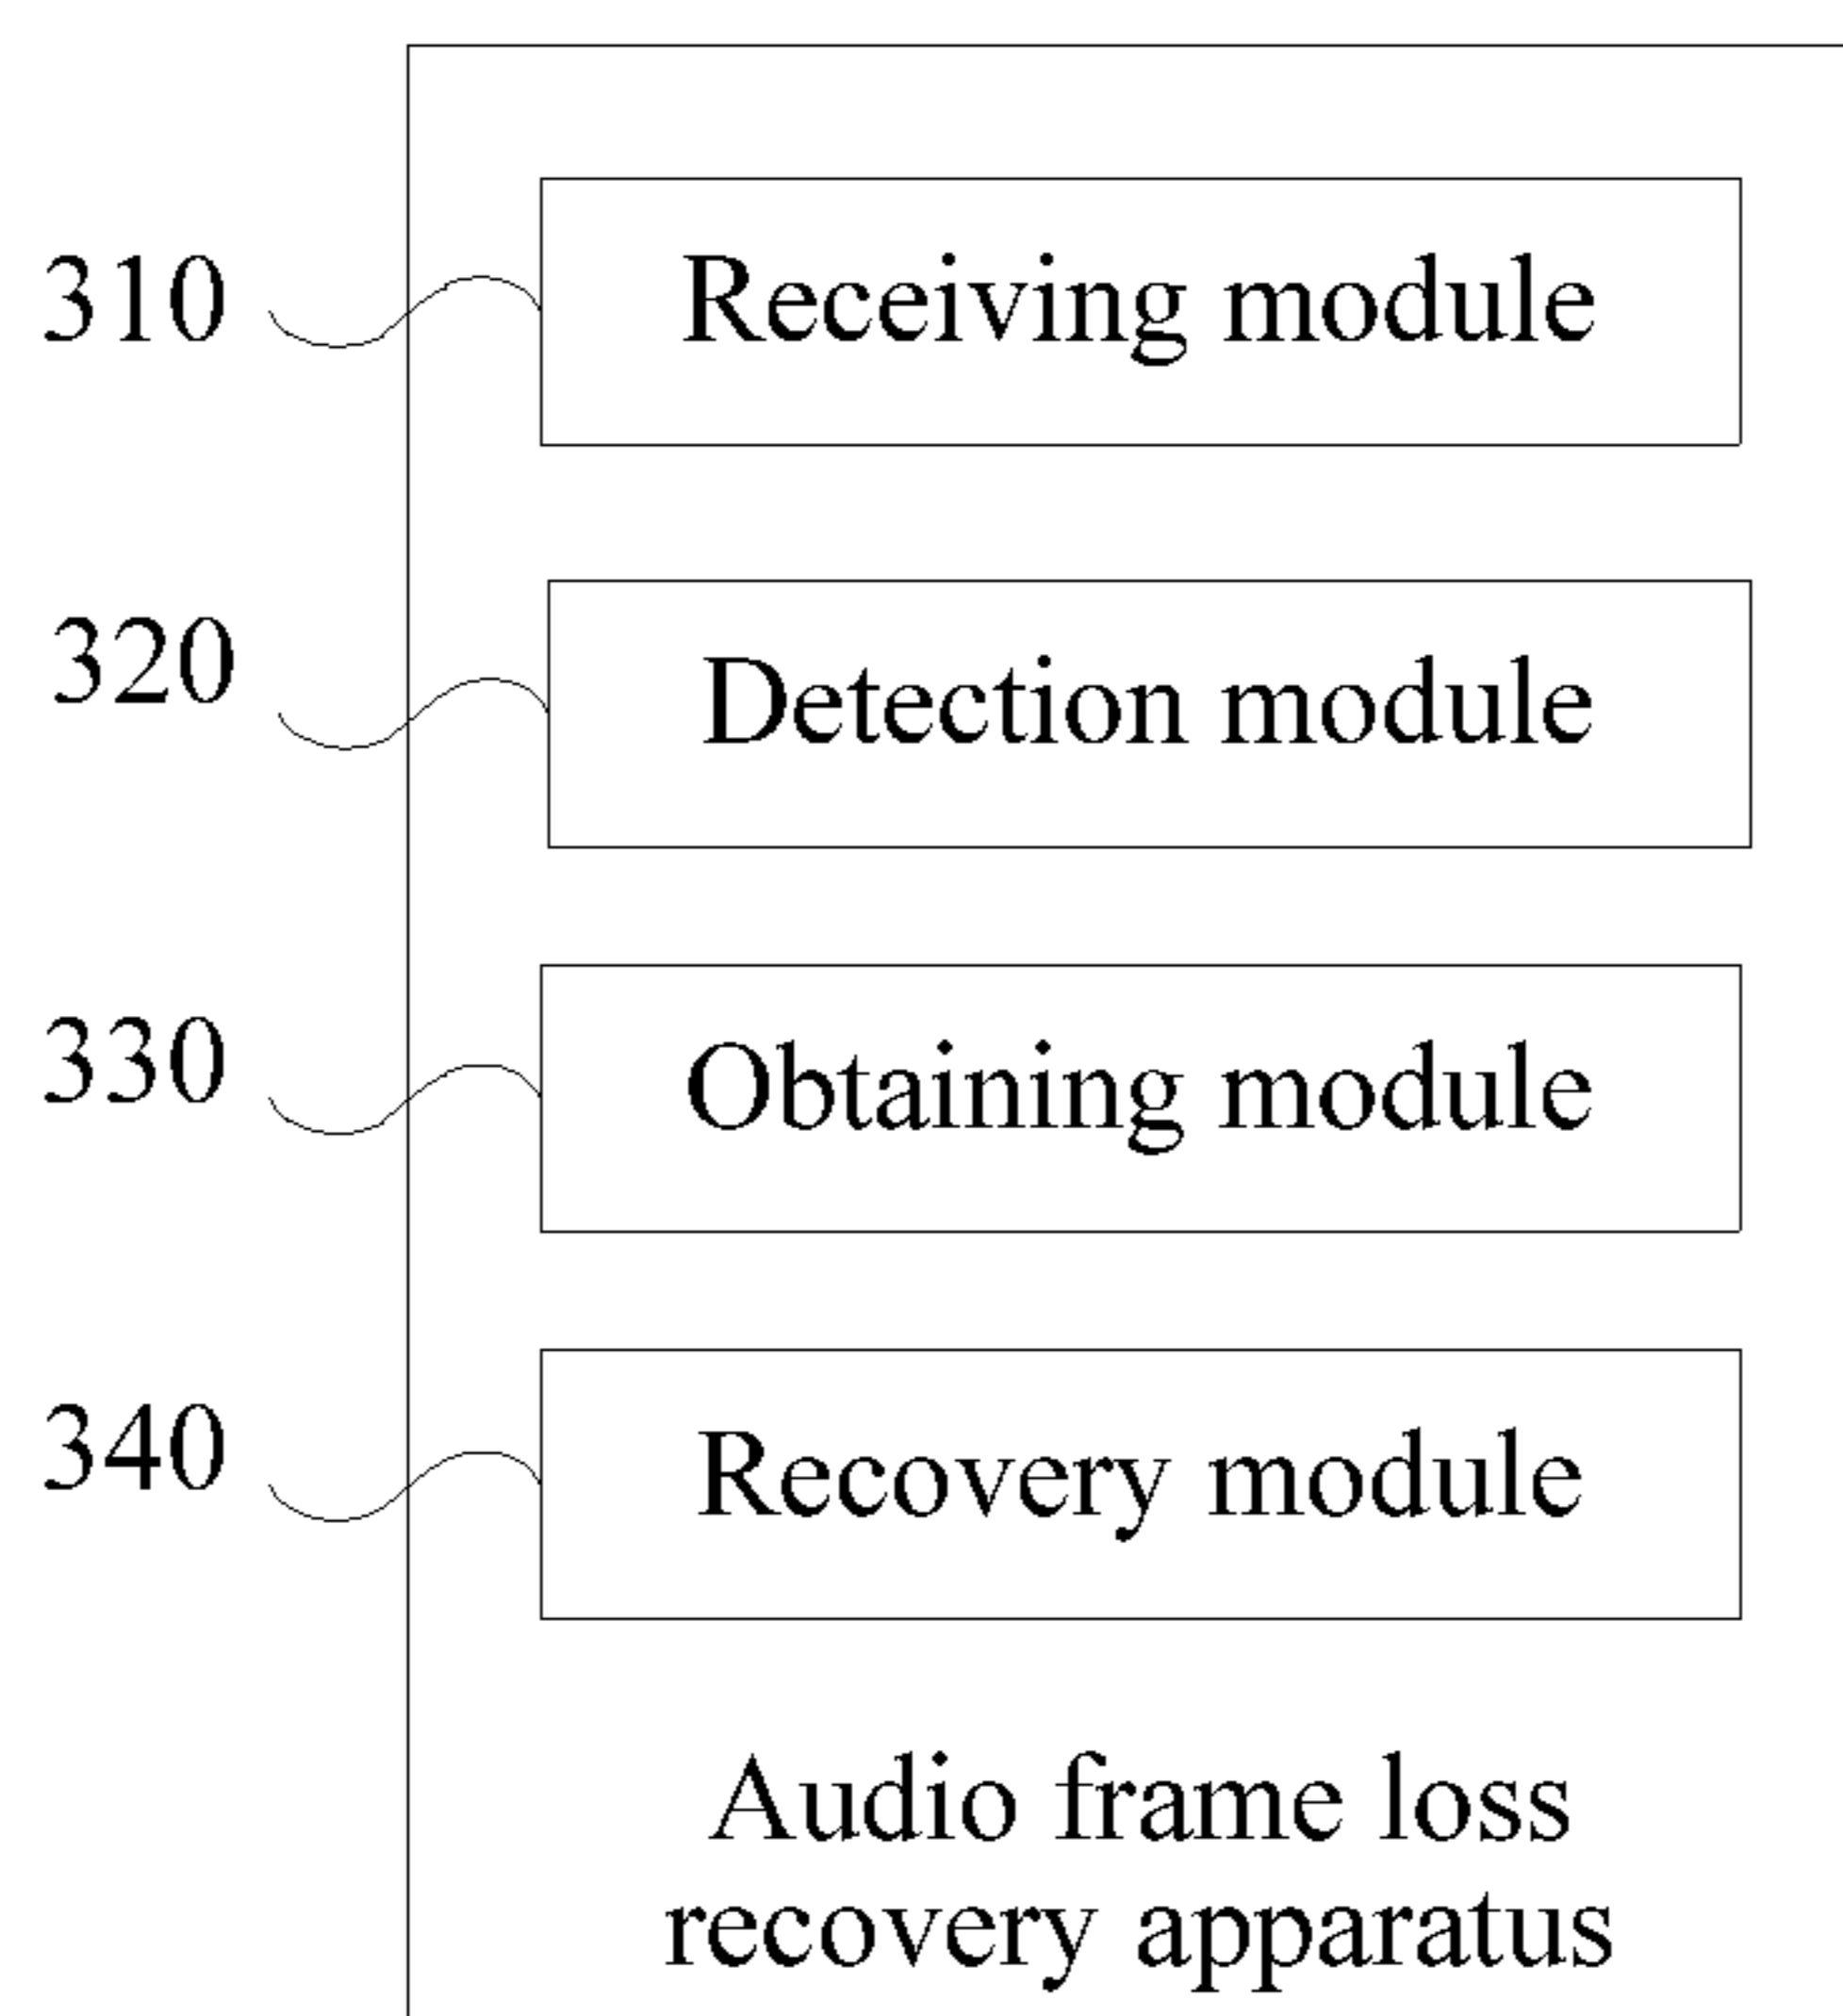 310 Receiving module
320 Detection module
330 Obtaining module
340 Recovery module
Audio frame loss
recovery apparatus